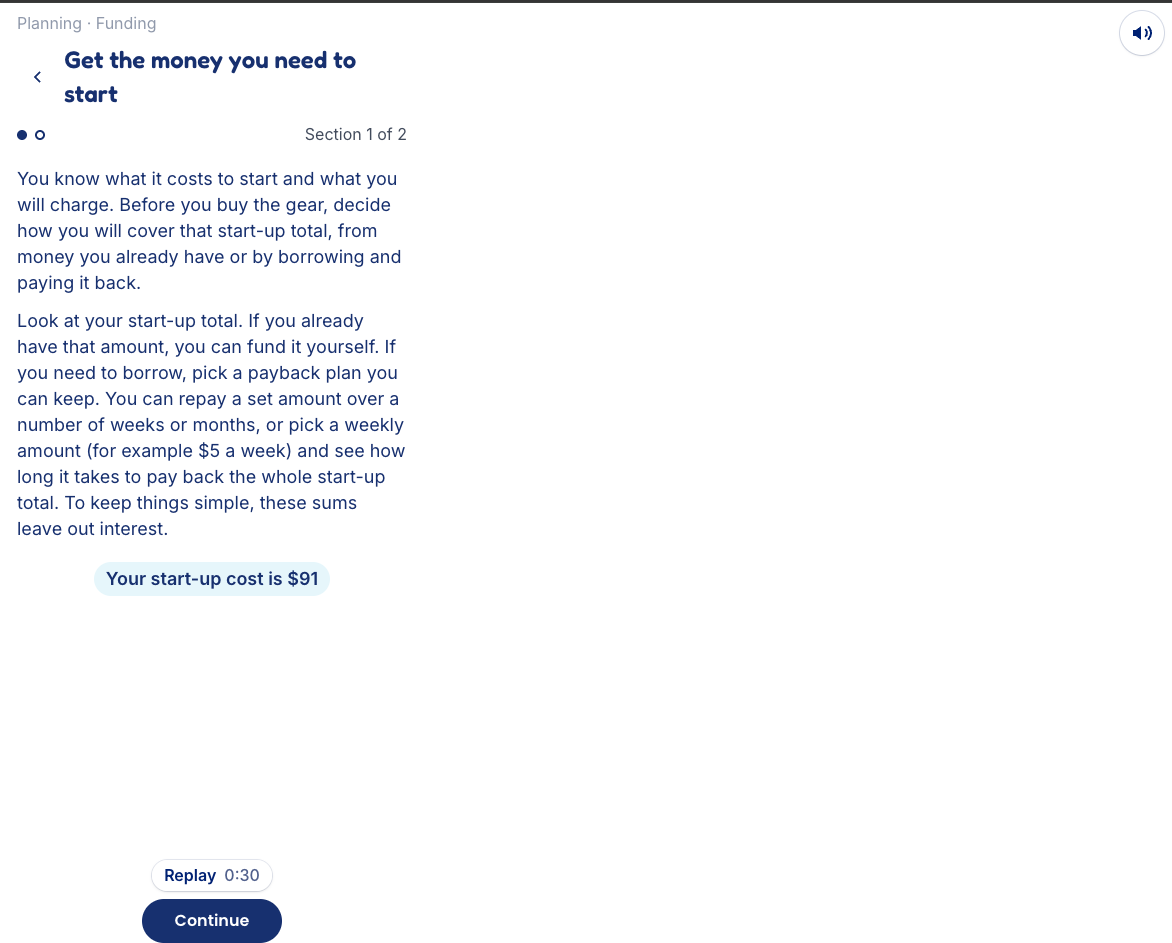 Planning · Funding
Get the money you need to
start
Section 1 of 2
You know what it costs to start and what you
will charge. Before you buy the gear, decide
how you will cover that start-up total, from
money you already have or by borrowing and
paying it back.
Look at your start-up total. If you already
have that amount, you can fund it yourself. If
you need to borrow, pick a payback plan you
can keep. You can repay a set amount over a
number of weeks or months, or pick a weekly
amount (for example $5 a week) and see how
long it takes to pay back the whole start-up
total. To keep things simple, these sums
leave out interest.
Your start-up cost is $91
Replay 0:30
Continue